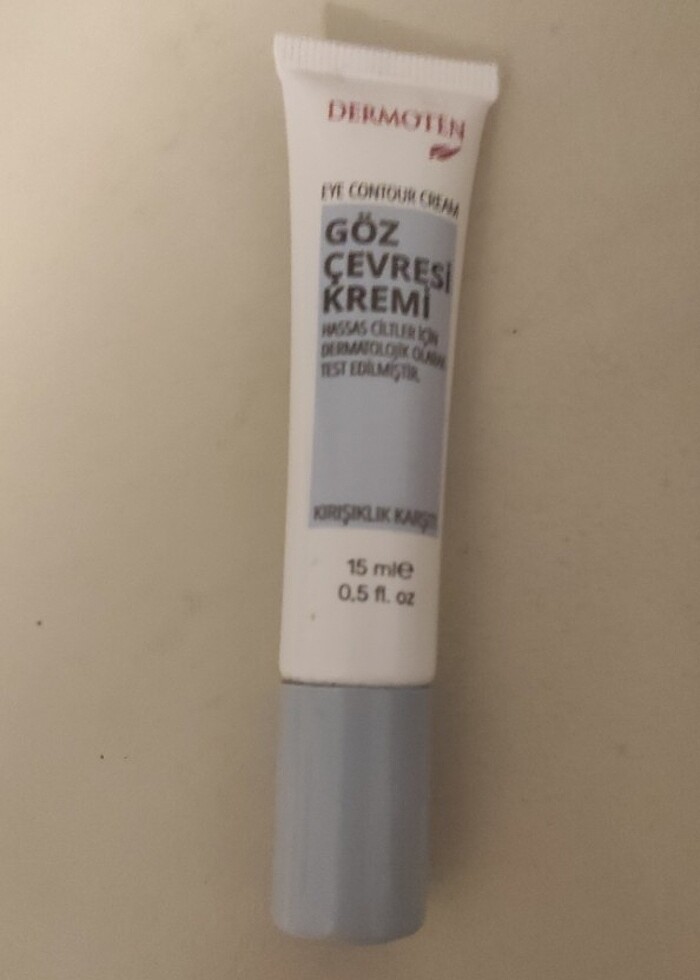 DERMOTEN
EYE CONTOUR CREAM
GÖZ
ÇEVRESİ
KREMİ
HASSAS CİLTLER İÇİN
DERMATOLOJİK OLARAK
TEST EDİLMİŞTİR.
KIRIŞIKLIK KARŞITI
15 ml℮
0.5 fl. oz